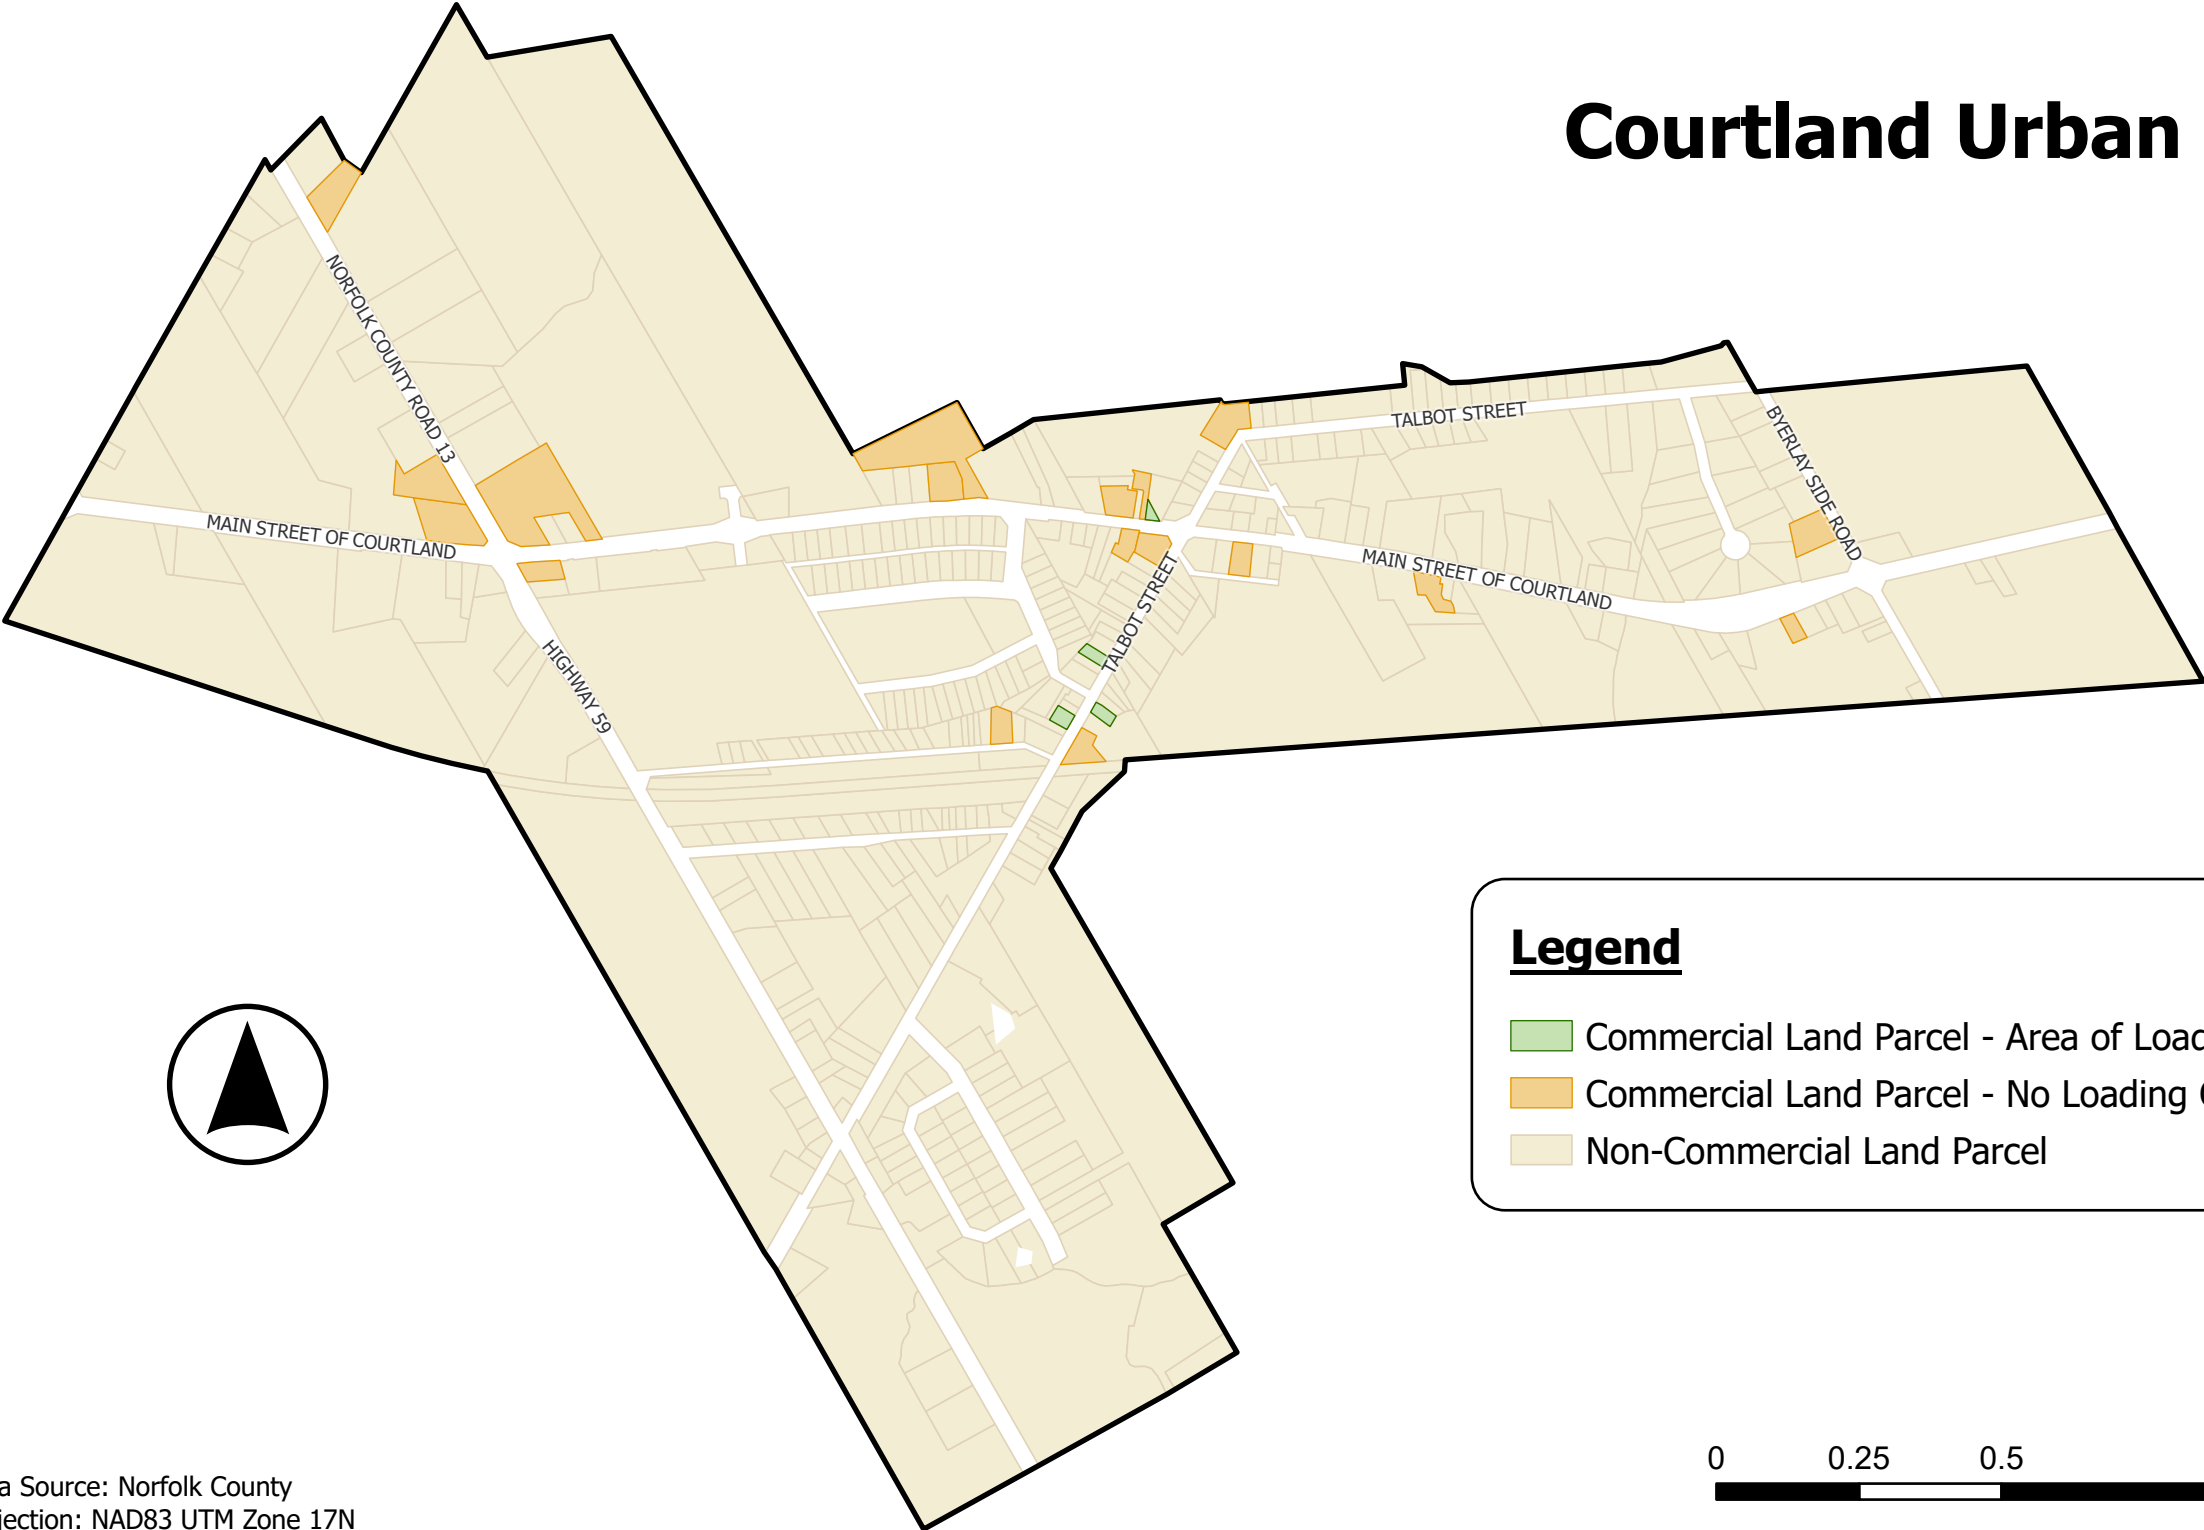 Courtland Urban
NORFOLK COUNTY ROAD 13
MAIN STREET OF COURTLAND
HIGHWAY 59
TALBOT STREET
TALBOT STREET
MAIN STREET OF COURTLAND
BYERLAY SIDE ROAD
Legend
Commercial Land Parcel - Area of
Commercial Land Parcel - No Loading
Non-Commercial Land Parcel
0 0.25 0.5
Source: Norfolk County
NAD83 UTM Zone 17N